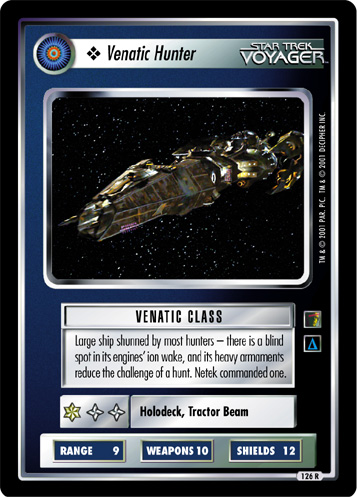 ❖ Venatic Hunter
STAR TREK
VOYAGER
TM & © 2001 PAR. PIC. TM & © 2001 DECIPHER INC.
VENATIC CLASS
Large ship shunned by most hunters – there is a blind
spot in its engines' ion wake, and its heavy armaments
reduce the challenge of a hunt. Netek commanded one.
Δ
Holodeck, Tractor Beam
RANGE 9 WEAPONS 10 SHIELDS 12
126 R